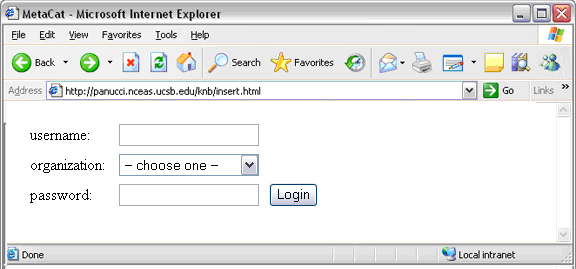 MetaCat - Microsoft Internet Explorer
File Edit View Favorites Tools Help
Back Search Favorites
Address http://panucci.nceas.ucsb.edu/knb/insert.html Go Links »
username:
organization: – choose one –
password: Login
Done Local intranet